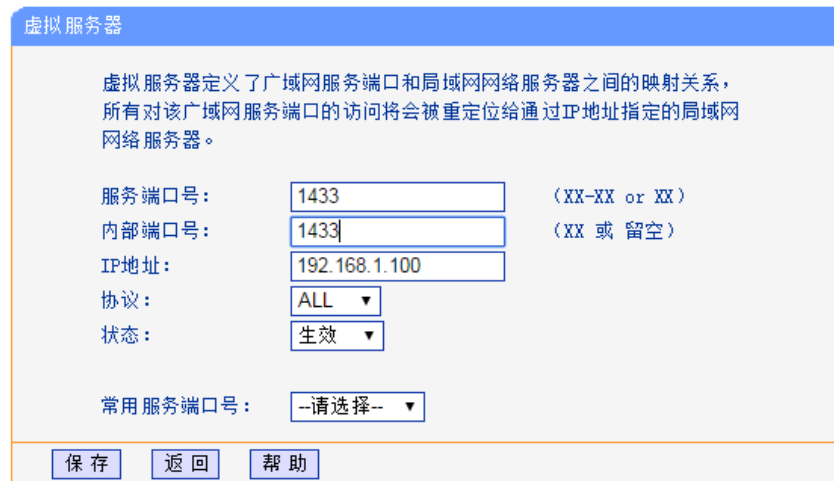 虚拟服务器
虚拟服务器定义了广域网服务端口和局域网网络服务器之间的映射关系，
所有对该广域网服务端口的访问将会被重定位给通过IP地址指定的局域网
网络服务器。
服务端口号： 1433 （XX-XX or XX）
内部端口号： 1433 （XX 或 留空）
IP地址： 192.168.1.100
协议： ALL
状态： 生效
常用服务端口号： --请选择--
保存 返回 帮助